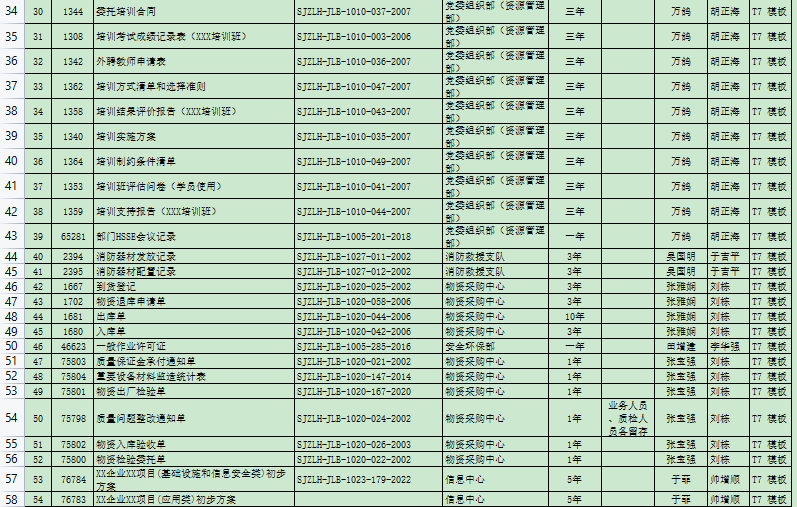 34 30 1344 委托培训合同 SJZLH-JLB-1010-037-2007 党委组织部（资源管理部） 三年 万鸽 胡正海 T7 模板
35 31 1308 培训考试成绩记录表（XXX培训班） SJZLH-JLB-1010-003-2006 党委组织部（资源管理部） 三年 万鸽 胡正海 T7 模板
36 32 1342 外聘教师申请表 SJZLH-JLB-1010-036-2007 党委组织部（资源管理部） 三年 万鸽 胡正海 T7 模板
37 33 1362 培训方式清单和选择准则 SJZLH-JLB-1010-047-2007 党委组织部（资源管理部） 三年 万鸽 胡正海 T7 模板
38 34 1358 培训结果评价报告（XXX培训班） SJZLH-JLB-1010-043-2007 党委组织部（资源管理部） 三年 万鸽 胡正海 T7 模板
39 35 1340 培训实施方案 SJZLH-JLB-1010-035-2007 党委组织部（资源管理部） 三年 万鸽 胡正海 T7 模板
40 36 1364 培训制约条件清单 SJZLH-JLB-1010-049-2007 党委组织部（资源管理部） 三年 万鸽 胡正海 T7 模板
41 37 1353 培训班评估问卷（学员使用） SJZLH-JLB-1010-041-2007 党委组织部（资源管理部） 三年 万鸽 胡正海 T7 模板
42 38 1359 培训支持报告（XXX培训班） SJZLH-JLB-1010-044-2007 党委组织部（资源管理部） 三年 万鸽 胡正海 T7 模板
43 39 65281 部门HSSE会议记录 SJZLH-JLB-1005-201-2018 党委组织部（资源管理部） 一年 万鸽 胡正海 T7 模板
44 40 2394 消防器材发放记录 SJZLH-JLB-1027-011-2002 消防救援支队 3年 吴国明 于吉平 T7 模板
45 41 2395 消防器材配置记录 SJZLH-JLB-1027-012-2002 消防救援支队 3年 吴国明 于吉平 T7 模板
46 42 1667 到货登记 SJZLH-JLB-1020-025-2002 物资采购中心 3年 张雅娴 刘栋 T7 模板
47 43 1702 物资退库申请单 SJZLH-JLB-1020-058-2006 物资采购中心 3年 张雅娴 刘栋 T7 模板
48 44 1681 出库单 SJZLH-JLB-1020-044-2006 物资采购中心 10年 张雅娴 刘栋 T7 模板
49 45 1680 入库单 SJZLH-JLB-1020-042-2006 物资采购中心 3年 张雅娴 刘栋 T7 模板
50 46 46623 一般作业许可证 SJZLH-JLB-1005-285-2016 安全环保部 一年 田增建 李华强 T7 模板
51 47 75803 质量保证金承付通知单 SJZLH-JLB-1020-021-2002 物资采购中心 1年 张宝强 刘栋 T7 模板
52 48 75804 重要设备材料监造统计表 SJZLH-JLB-1020-147-2014 物资采购中心 1年 张宝强 刘栋 T7 模板
53 49 75801 物资出厂检验单 SJZLH-JLB-1020-167-2020 物资采购中心 1年 张宝强 刘栋 T7 模板
54 50 75798 质量问题整改通知单 SJZLH-JLB-1020-024-2002 物资采购中心 1年 业务人员、质检人员各留存 张宝强 刘栋 T7 模板
55 51 75802 物资入库验收单 SJZLH-JLB-1020-026-2003 物资采购中心 1年 张宝强 刘栋 T7 模板
56 52 75800 物资检验委托单 SJZLH-JLB-1020-022-2002 物资采购中心 1年 张宝强 刘栋 T7 模板
57 53 76784 XX企业XX项目(基础设施和信息安全类)初步方案 SJZLH-JLB-1023-179-2022 信息中心 5年 于菲 帅增顺 T7 模板
58 54 76783 XX企业XX项目(应用类)初步方案 信息中心 5年 于菲 帅增顺 T7 模板